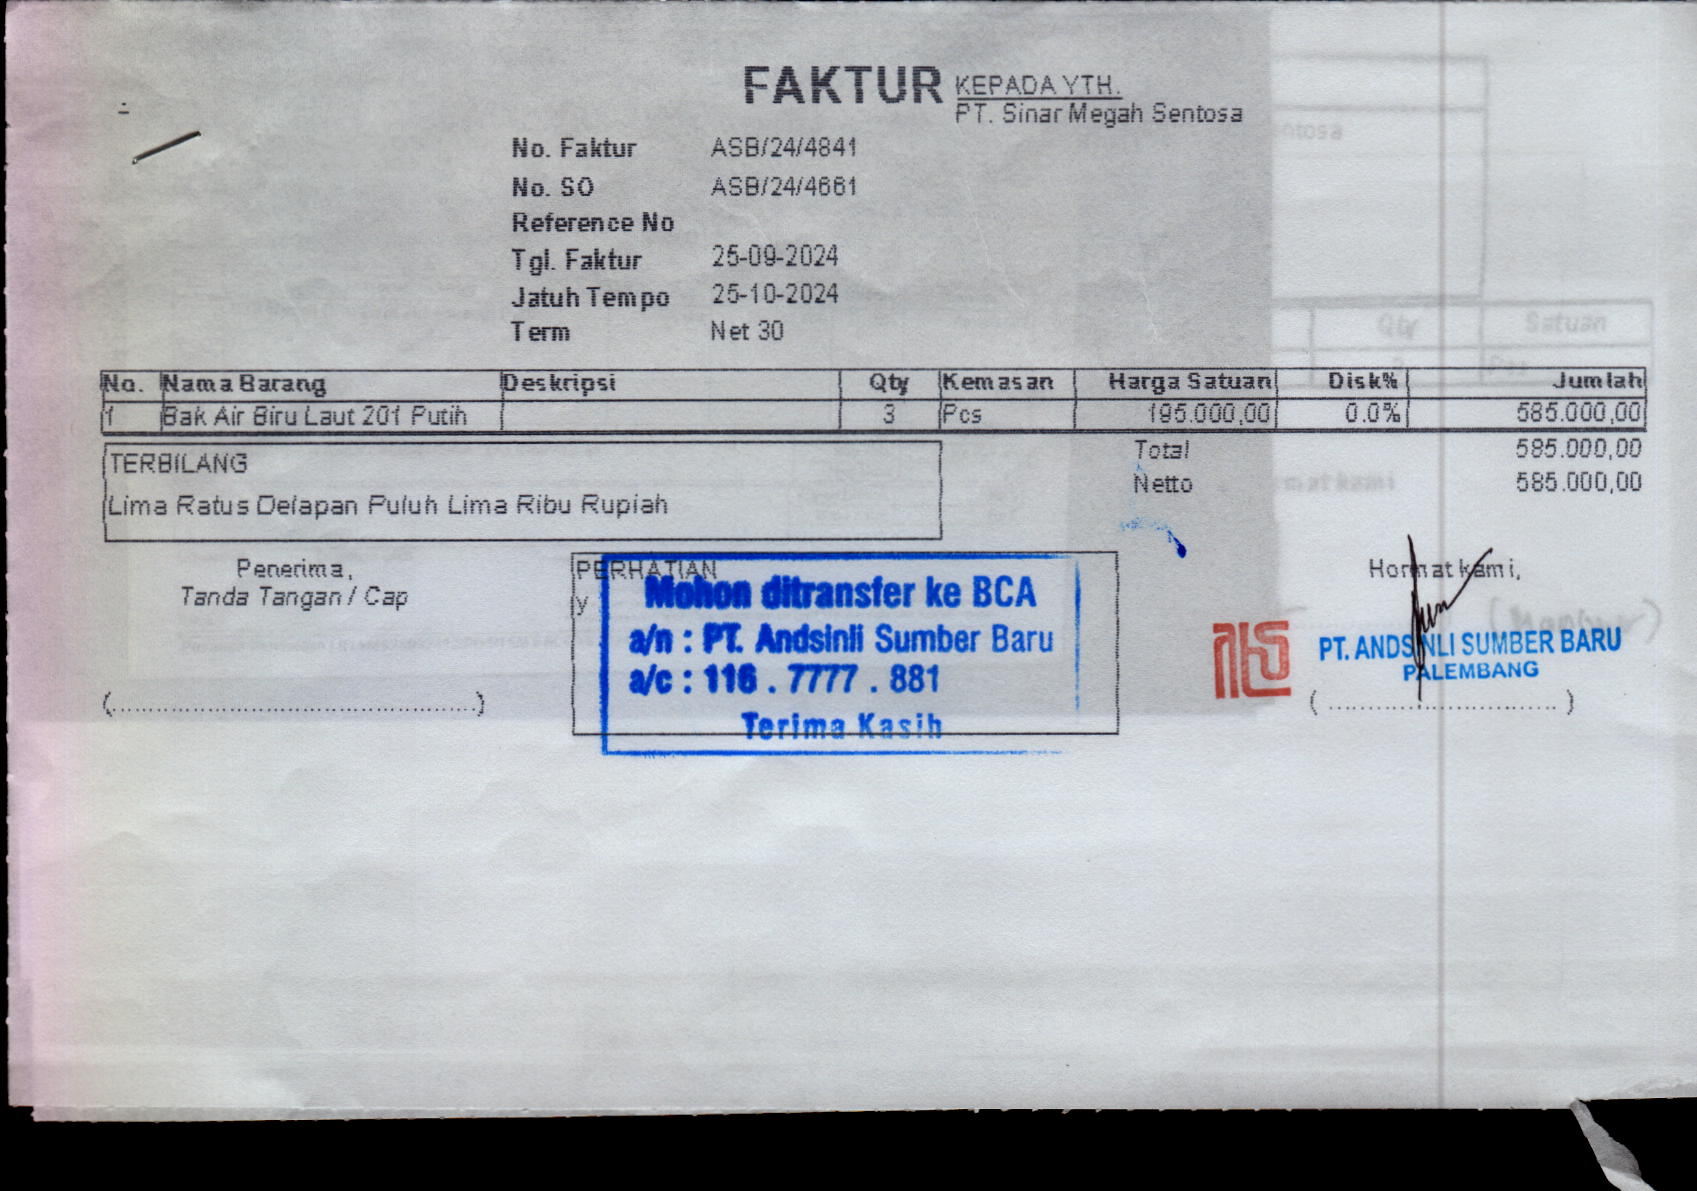 FAKTUR
KEPADA YTH.
PT. Sinar Megah Sentosa
No. Faktur ASB/24/4841
No. SO ASB/24/4661
Reference No
Tgl. Faktur 25-09-2024
Jatuh Tempo 25-10-2024
Term Net 30
No. Nama Barang Deskripsi Qty Kemasan Harga Satuan Disk% Jumlah
1 Bak Air Biru Laut 201 Putih 3 Pcs 195.000,00 0.0% 585.000,00
Total 585.000,00
Netto 585.000,00
TERBILANG
Lima Ratus Delapan Puluh Lima Ribu Rupiah
Penerima,
Tanda Tangan / Cap
(..............................................)
PERHATIAN
y
Mohon ditransfer ke BCA
a/n : PT. Andsinli Sumber Baru
a/c : 116 . 7777 . 881
Terima Kasih
Hormat kami,
PT. ANDSINLI SUMBER BARU
PALEMBANG
(.............................)
Qty Satuan